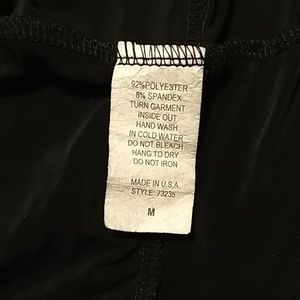 92% POLYESTER
8% SPANDEX
TURN GARMENT
INSIDE OUT
HAND WASH
IN COLD WATER
DO NOT BLEACH
HANG TO DRY
DO NOT IRON
MADE IN U.S.A
STYLE: 73235
M